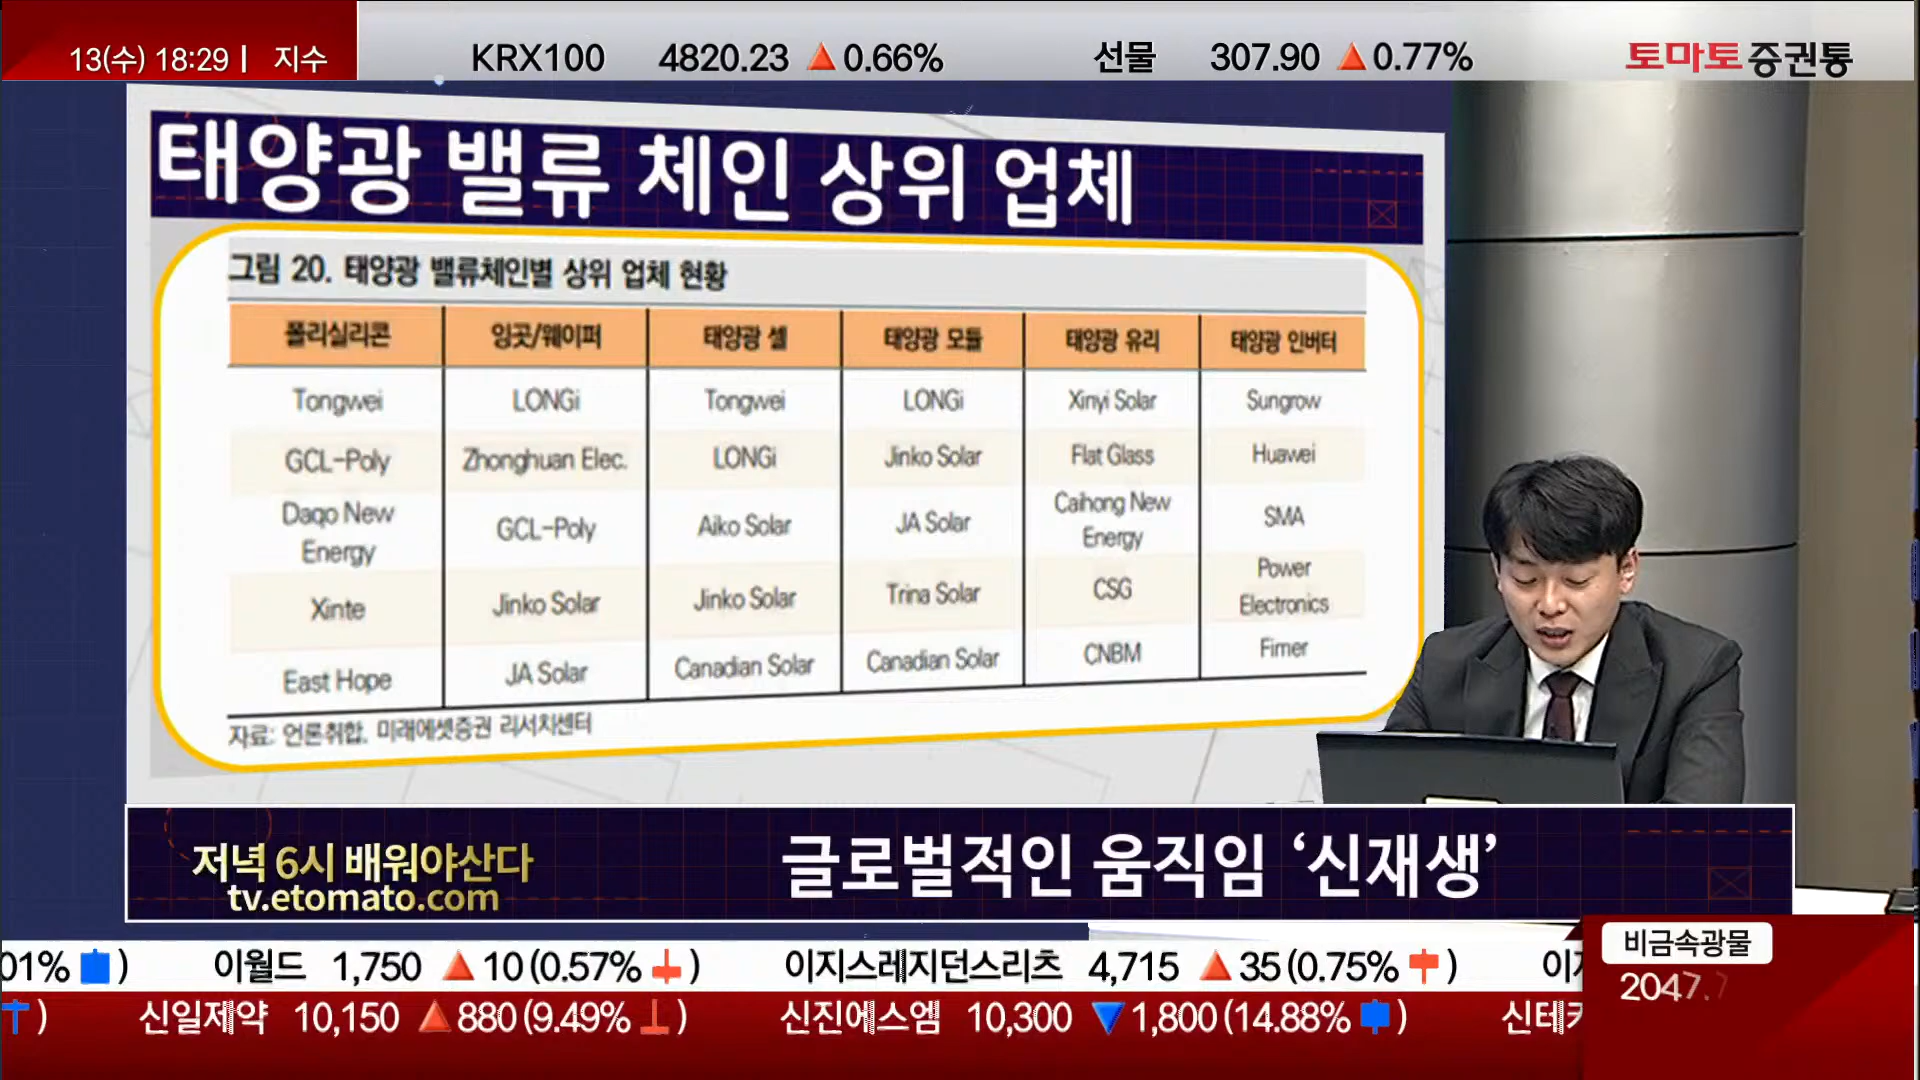 13(수) 18:29 | 지수 KRX100 4820.23 ▲ 0.66% 선물 307.90 ▲ 0.77% 토마토증권통
태양광 밸류 체인 상위 업체
그림 20. 태양광 밸류체인별 상위 업체 현황
폴리실리콘 잉곳/웨이퍼 태양광 셀 태양광 모듈 태양광 유리 태양광 인버터
Tongwei LONGi Tongwei LONGi Xinyi Solar Sungrow
GCL-Poly Zhonghuan Elec. LONGi Jinko Solar Flat Glass Huawei
Daqo New Energy GCL-Poly Aiko Solar JA Solar Caihong New Energy SMA
Xinte Jinko Solar Jinko Solar Trina Solar CSG Power Electronics
East Hope JA Solar Canadian Solar Canadian Solar CNBM Fimer
자료: 언론취합, 미래에셋증권 리서치센터
저녁 6시 배워야산다
tv.etomato.com
글로벌적인 움직임 ‘신재생’
01% ) 이월드 1,750 ▲ 10 (0.57% ) 이지스레지던스리츠 4,715 ▲ 35 (0.75% )
비금속광물
2047.7
) 신일제약 10,150 ▲ 880 (9.49% ) 신진에스엠 10,300 ▼ 1,800 (14.88% ) 신테카